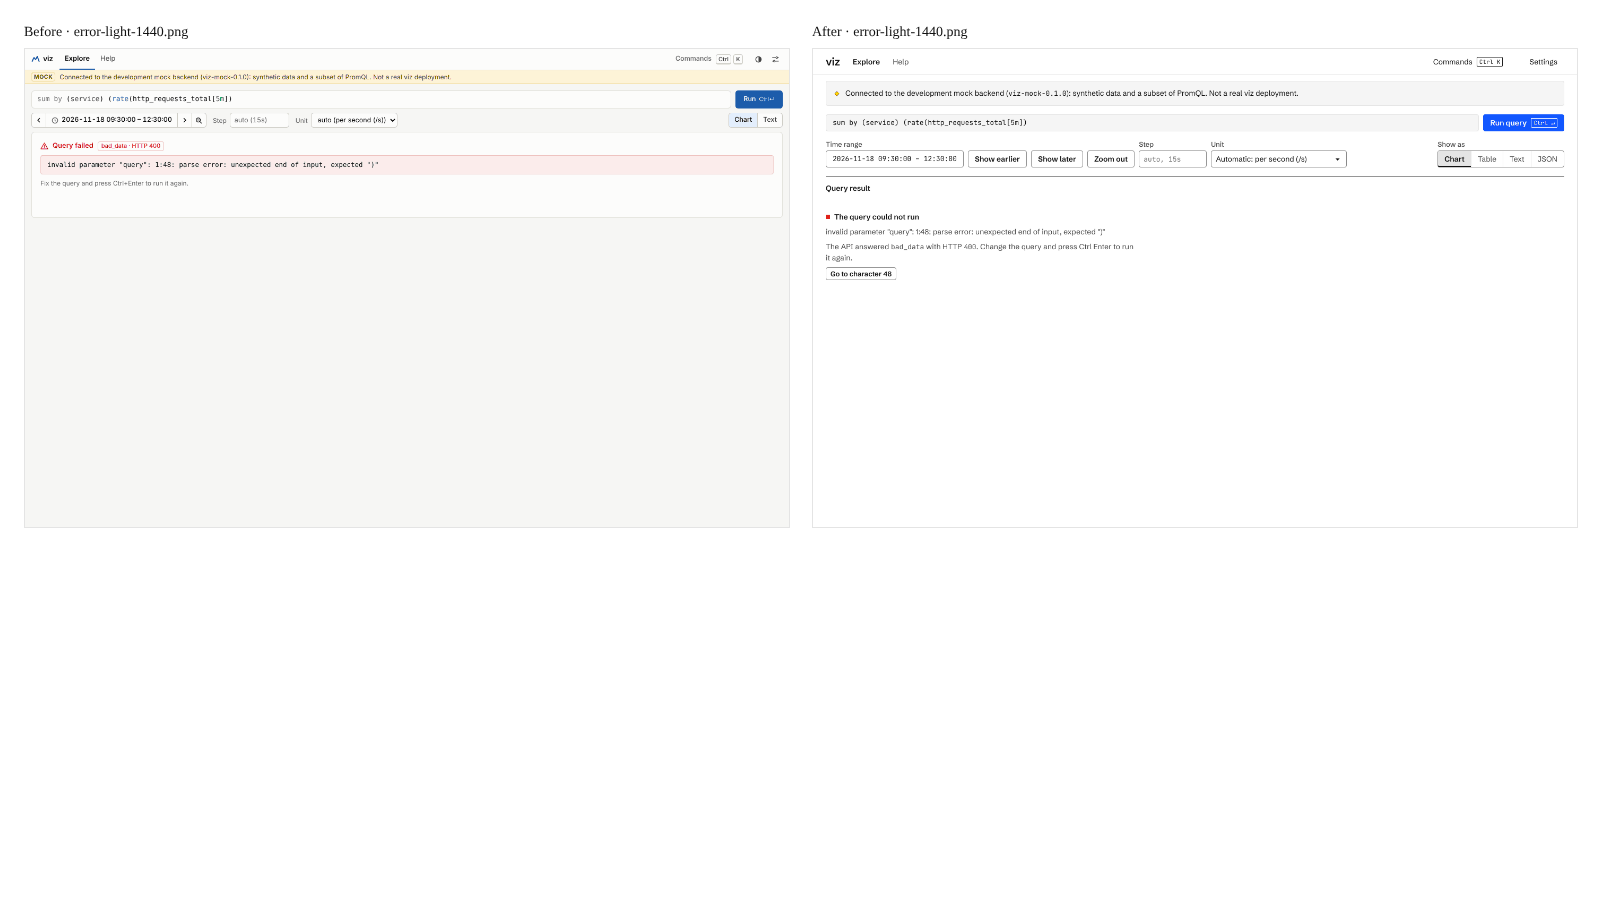 Before · error-light-1440.png
viz Explore Help Commands Ctrl K
MOCK Connected to the development mock backend (viz-mock-0.1.0): synthetic data and a subset of PromQL. Not a real viz deployment.
sum by (service) (rate(http_requests_total[5m])
Run Ctrl↵
2026-11-18 09:30:00 – 12:30:00 Step auto (15s) Unit auto (per second (/s)) Chart Text
Query failed bad_data · HTTP 400
invalid parameter "query": 1:48: parse error: unexpected end of input, expected ")"
Fix the query and press Ctrl+Enter to run it again.
After · error-light-1440.png
viz Explore Help Commands Ctrl K Settings
Connected to the development mock backend (viz-mock-0.1.0): synthetic data and a subset of PromQL. Not a real viz deployment.
sum by (service) (rate(http_requests_total[5m])
Run query Ctrl ↵
Time range Step Unit Show as
2026-11-18 09:30:00 – 12:30:00 Show earlier Show later Zoom out auto, 15s Automatic: per second (/s) Chart Table Text JSON
Query result
The query could not run
invalid parameter "query": 1:48: parse error: unexpected end of input, expected ")"
The API answered bad_data with HTTP 400. Change the query and press Ctrl Enter to run
it again.
Go to character 48